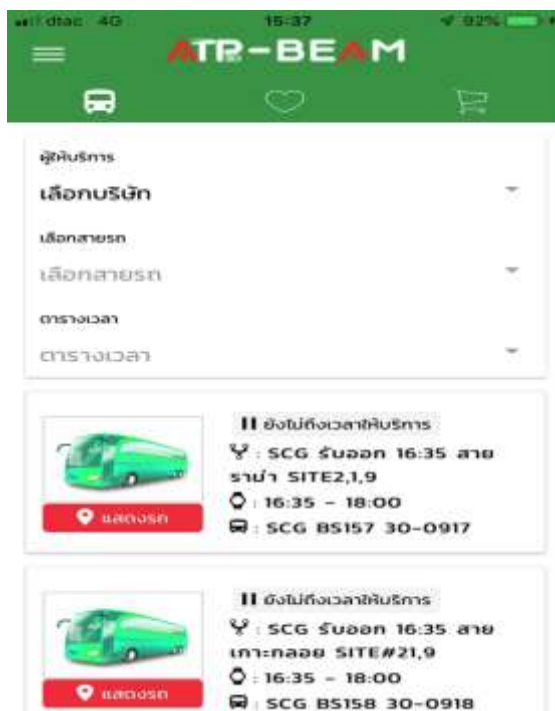 dtac 4G 15:37 92%
ATR-BEAM
ผู้ให้บริการ
เลือกบริษัท
เลือกสายรถ
เลือกสายรถ
ตารางเวลา
ตารางเวลา
ยังไม่ถึงเวลาให้บริการ
: SCG รับออก 16:35 สาย
รามำ SITE2,1,9
: 16:35 - 18:00
: SCG BS157 30-0917
แสดงรถ
ยังไม่ถึงเวลาให้บริการ
: SCG รับออก 16:35 สาย
เกาะกลอย SITE#21,9
: 16:35 - 18:00
: SCG BS158 30-0918
แสดงรถ